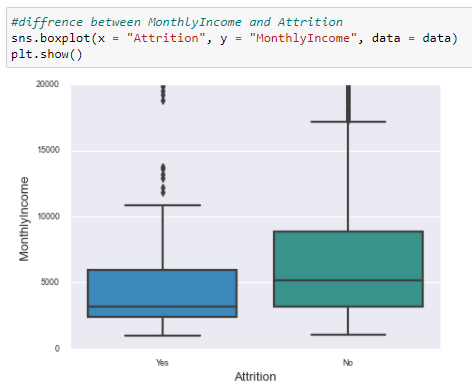 #diffrence between MonthlyIncome and Attrition
sns.boxplot(x = "Attrition", y = "MonthlyIncome", data = data)
plt.show()
20000
15000
10000
5000
0
MonthlyIncome
Yes
No
Attrition